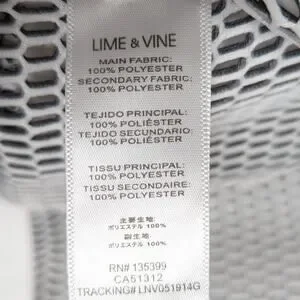 LIME & VINE
MAIN FABRIC:
100% POLYESTER
SECONDARY FABRIC:
100% POLYESTER
TEJIDO PRINCIPAL:
100% POLIÉSTER
TEJIDO SECUNDARIO:
100% POLIÉSTER
TISSU PRINCIPAL:
100% POLYESTER
TISSU SECONDAIRE:
100% POLYESTER
主要生地:
ポリエステル 100%
副生地:
ポリエステル 100%
RN# 135399
CA51312
TRACKING# LNV051914G